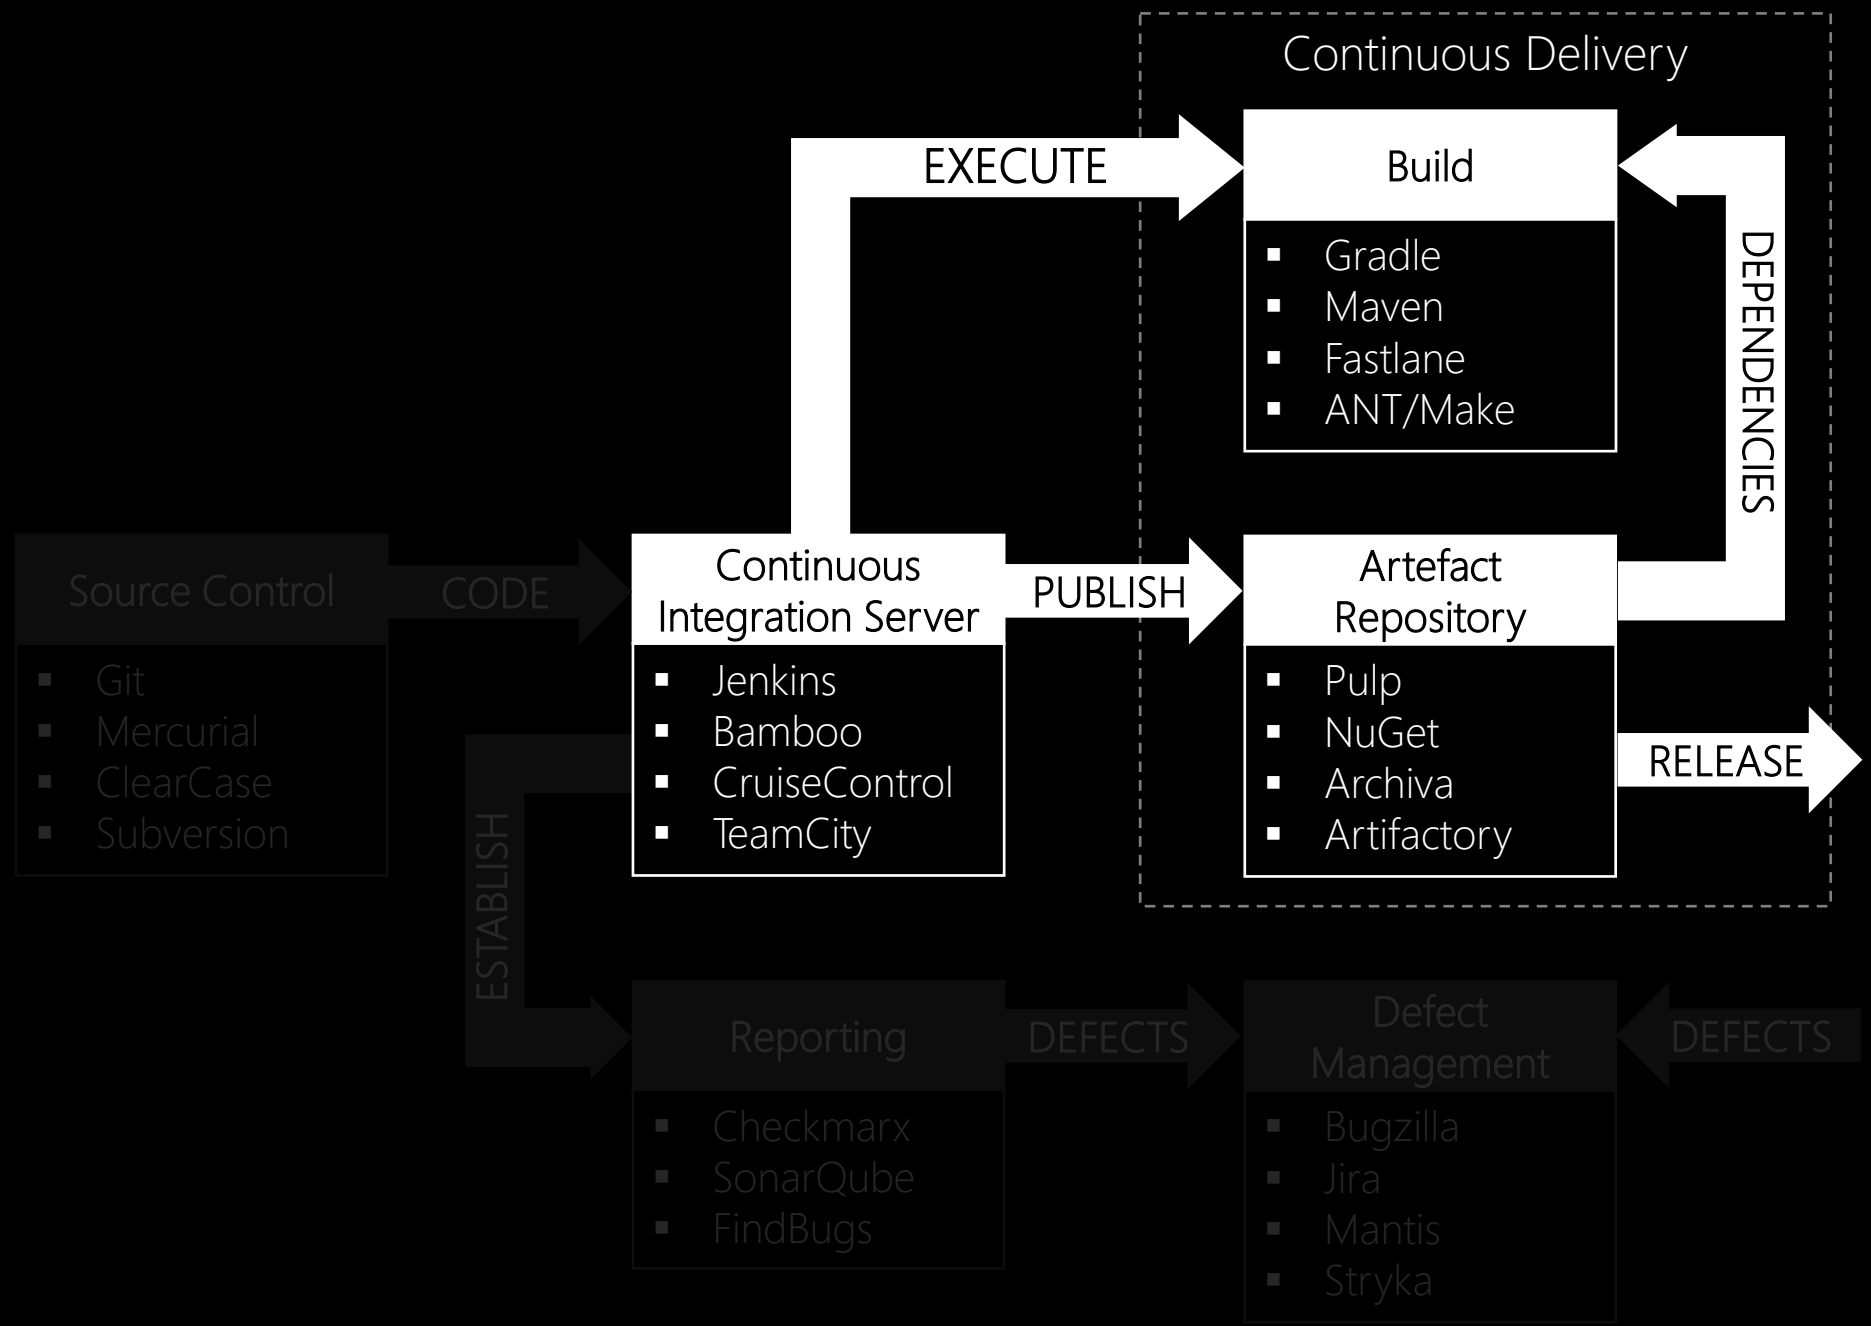 Continuous Delivery
EXECUTE
Build
▪ Gradle
▪ Maven
▪ Fastlane
▪ ANT/Make
DEPENDENCIES
Source Control
▪ Git
▪ Mercurial
▪ ClearCase
▪ Subversion
CODE
Continuous
Integration Server
▪ Jenkins
▪ Bamboo
▪ CruiseControl
▪ TeamCity
PUBLISH
Artefact
Repository
▪ Pulp
▪ NuGet
▪ Archiva
▪ Artifactory
RELEASE
ESTABLISH
Reporting
▪ Checkmarx
▪ SonarQube
▪ FindBugs
DEFECTS
Defect
Management
▪ Bugzilla
▪ Jira
▪ Mantis
▪ Stryka
DEFECTS